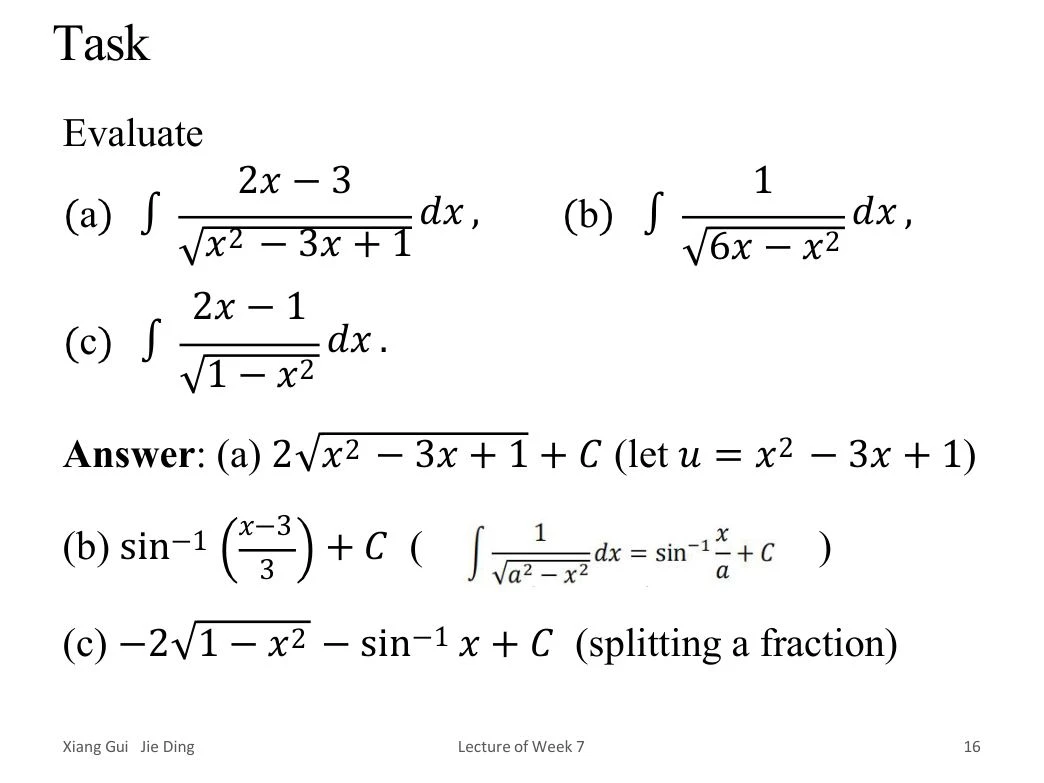 Task
Evaluate
(a) ∫ (2x − 3)/√(x² − 3x + 1) dx , (b) ∫ 1/√(6x − x²) dx ,
(c) ∫ (2x − 1)/√(1 − x²) dx .
Answer: (a) 2√(x² − 3x + 1) + C (let u = x² − 3x + 1)
(b) sin⁻¹ ((x−3)/3) + C ( ∫ 1/√(a² − x²) dx = sin⁻¹ x/a + C )
(c) −2√(1 − x²) − sin⁻¹ x + C (splitting a fraction)
Xiang Gui Jie Ding Lecture of Week 7 16